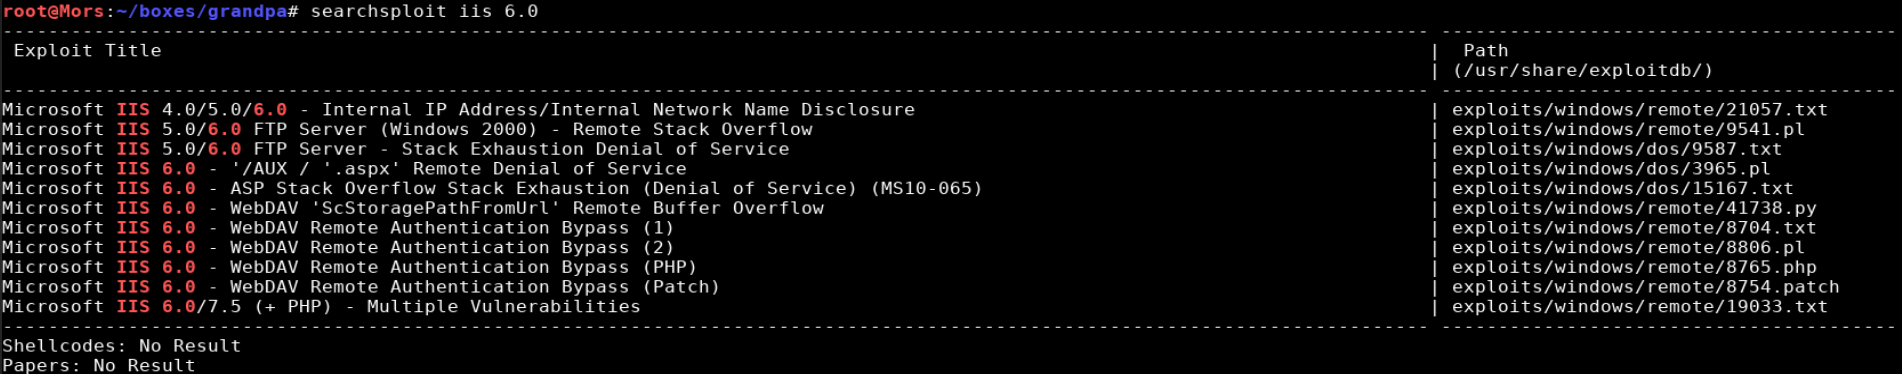 root@Mors:~/boxes/grandpa# searchsploit iis 6.0
------------------------------------------------------------ ----------------------------------------
Exploit Title | Path
| (/usr/share/exploitdb/)
------------------------------------------------------------ ----------------------------------------
Microsoft IIS 4.0/5.0/6.0 - Internal IP Address/Internal Network Name Disclosure | exploits/windows/remote/21057.txt
Microsoft IIS 5.0/6.0 FTP Server (Windows 2000) - Remote Stack Overflow | exploits/windows/remote/9541.pl
Microsoft IIS 5.0/6.0 FTP Server - Stack Exhaustion Denial of Service | exploits/windows/dos/9587.txt
Microsoft IIS 6.0 - '/AUX / '.aspx' Remote Denial of Service | exploits/windows/dos/3965.pl
Microsoft IIS 6.0 - ASP Stack Overflow Stack Exhaustion (Denial of Service) (MS10-065) | exploits/windows/dos/15167.txt
Microsoft IIS 6.0 - WebDAV 'ScStoragePathFromUrl' Remote Buffer Overflow | exploits/windows/remote/41738.py
Microsoft IIS 6.0 - WebDAV Remote Authentication Bypass (1) | exploits/windows/remote/8704.txt
Microsoft IIS 6.0 - WebDAV Remote Authentication Bypass (2) | exploits/windows/remote/8806.pl
Microsoft IIS 6.0 - WebDAV Remote Authentication Bypass (PHP) | exploits/windows/remote/8765.php
Microsoft IIS 6.0 - WebDAV Remote Authentication Bypass (Patch) | exploits/windows/remote/8754.patch
Microsoft IIS 6.0/7.5 (+ PHP) - Multiple Vulnerabilities | exploits/windows/remote/19033.txt
------------------------------------------------------------ ----------------------------------------
Shellcodes: No Result
Papers: No Result